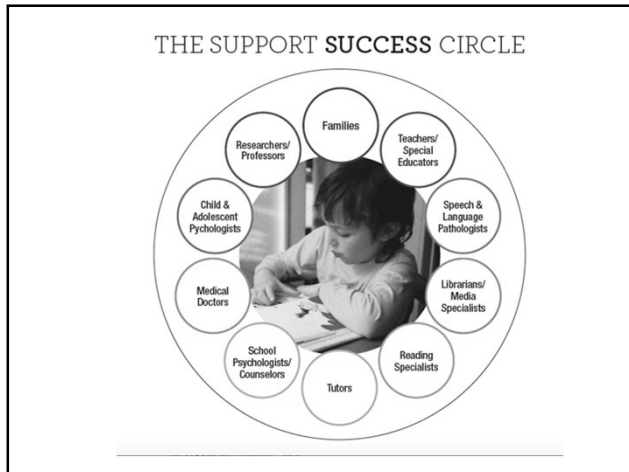 THE SUPPORT SUCCESS CIRCLE
Families
Teachers/
Special
Educators
Speech &
Language
Pathologists
Librarians/
Media
Specialists
Reading
Specialists
Tutors
School
Psychologists/
Counselors
Medical
Doctors
Child &
Adolescent
Pychologists
Researchers/
Professors